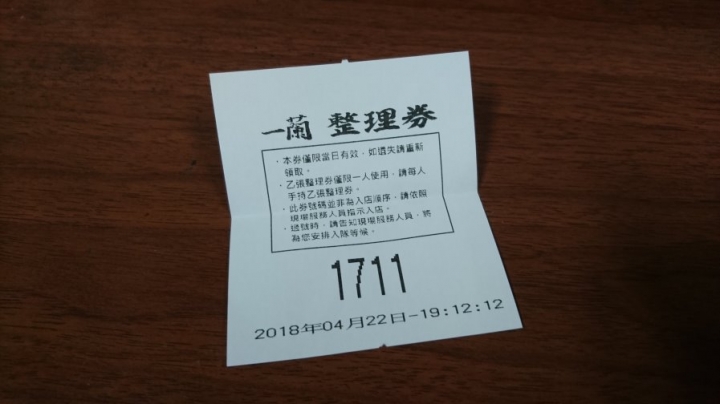 一蘭 整理券
・本券僅限當日有效，如遺失請重新
領取。
・乙張整理券僅限一人使用，請每人
手持乙張整理券。
・此券號碼並非為入店順序，請依照
現場服務人員指示入店。
・過號時，請告知現場服務人員，將
為您安排入隊等候。
1711
2018年04月22日-19:12:12